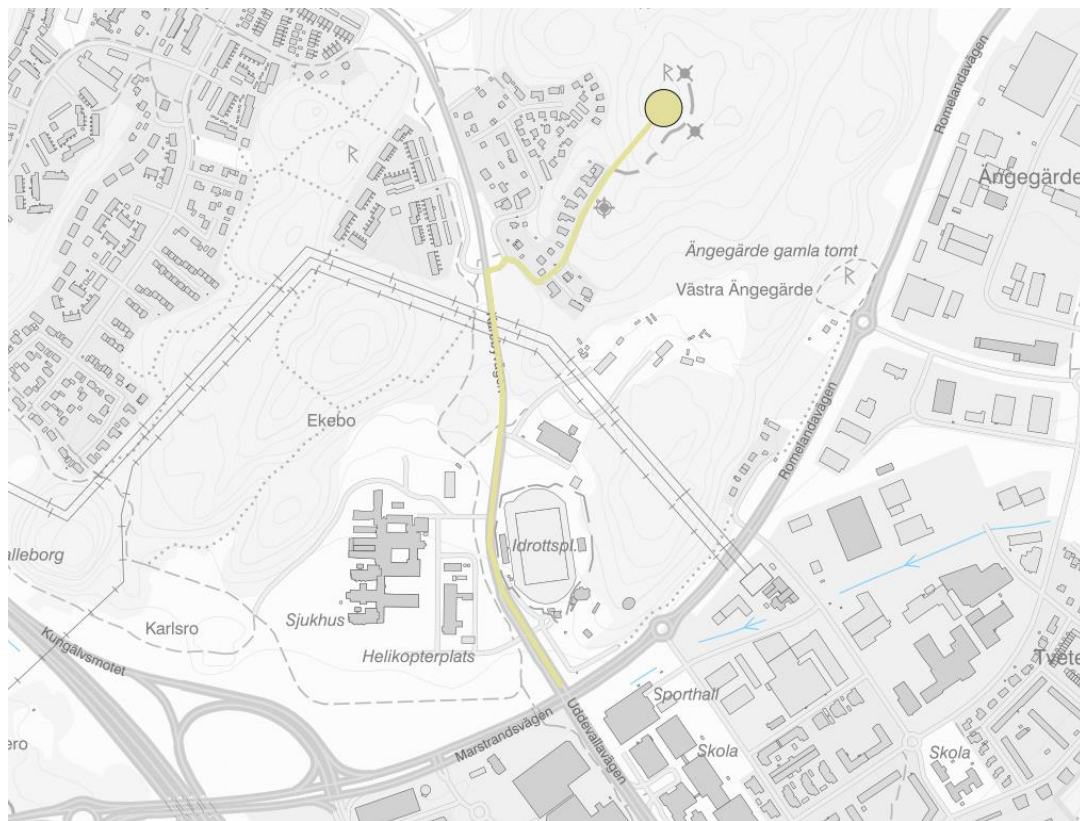 Romelandavägen
Ängegärde
Ängegärde gamla tomt
Västra Ängegärde
Romelandavägen
Ekebo
Idrottspl.
alleborg
Karlsro
Sjukhus
Helikopterplats
Kungälvsmotet
Tvete
Sporthall
Uddevallavägen
Marstrandsvägen
Skola
Skola
ero